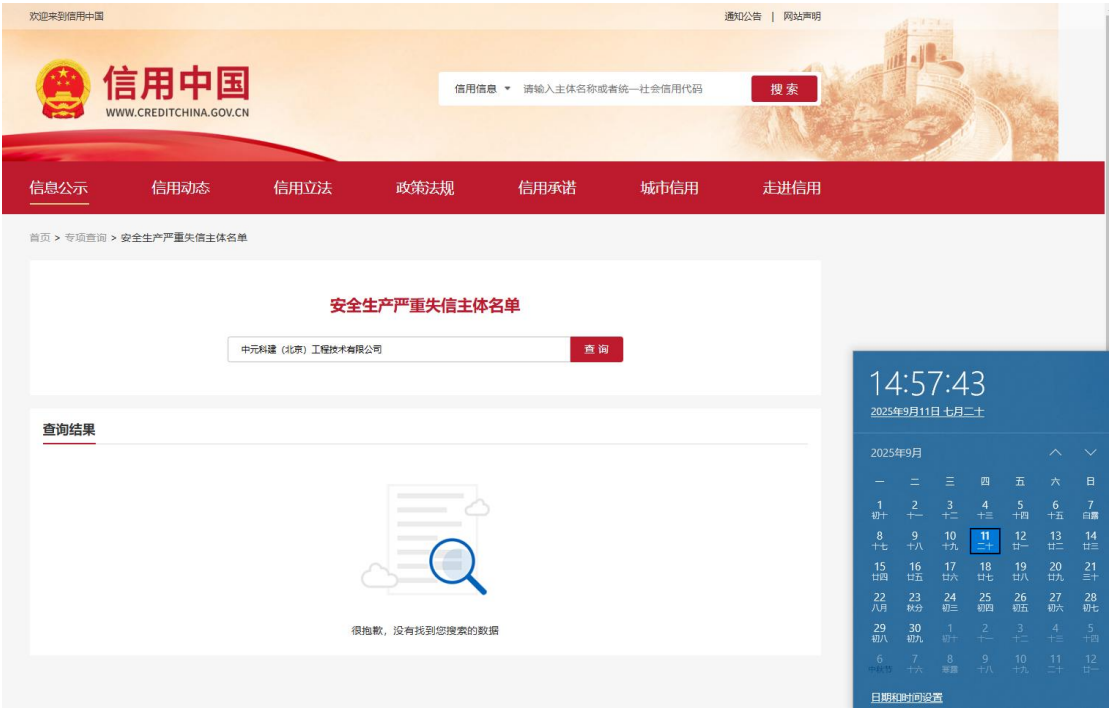 欢迎来到信用中国
通知公告 | 网站声明
信用中国
WWW.CREDITCHINA.GOV.CN
信用信息 请输入主体名称或者统一社会信用代码 搜索
信息公示 信用动态 信用立法 政策法规 信用承诺 城市信用 走进信用
首页 > 专项查询 > 安全生产严重失信主体名单
安全生产严重失信主体名单
中元科建（北京）工程技术有限公司 查询
查询结果
很抱歉，没有找到您搜索的数据
14:57:43
2025年9月11日 七月二十
2025年9月
一 二 三 四 五 六 日
1 2 3 4 5 6 7
初十 十一 十二 十三 十四 十五 白露
8 9 10 11 12 13 14
十七 十八 十九 二十 廿一 廿二 廿三
15 16 17 18 19 20 21
廿四 廿五 廿六 廿七 廿八 廿九 三十
22 23 24 25 26 27 28
八月 秋分 初三 初四 初五 初六 初七
29 30 1 2 3 4 5
初八 初九 初十 十一 十二 十三 十四
6 7 8 9 10 11 12
中秋节 十六 寒露 十八 十九 二十 廿一
日期和时间设置